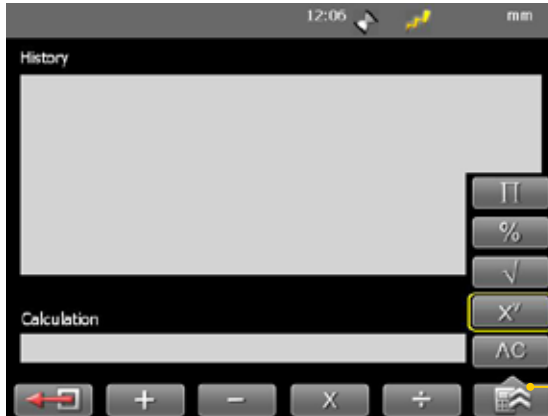 12:06 mm
History
∏
%
√
Xʸ
Calculation
AC
+ − X ÷